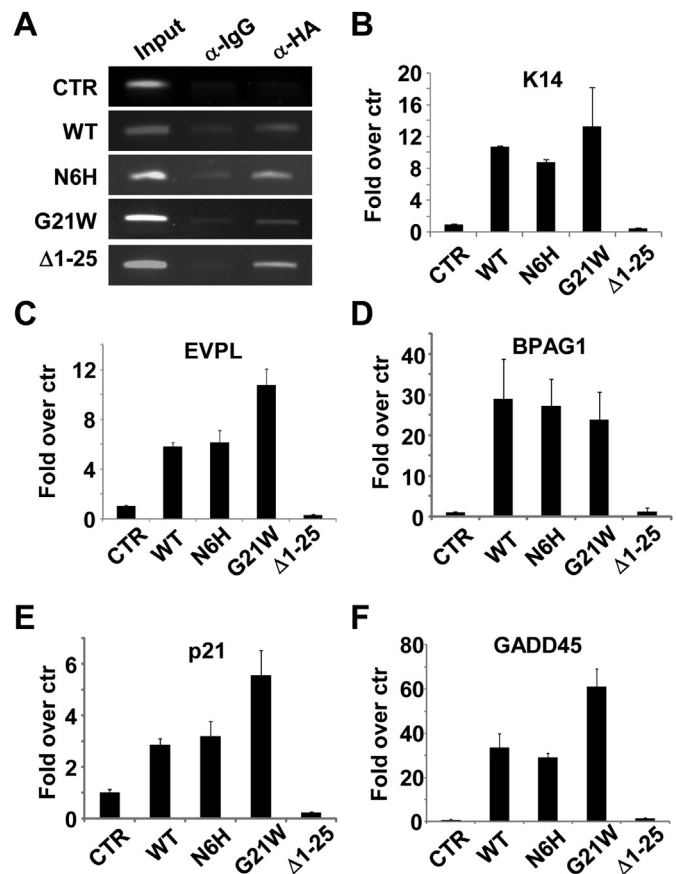 A
Input α-IgG α-HA
CTR
WT
N6H
G21W
Δ1-25
B
K14
Fold over ctr
20
16
12
8
4
0
CTR WT N6H G21W Δ1-25
C
EVPL
Fold over ctr
12
8
4
0
CTR WT N6H G21W Δ1-25
D
BPAG1
Fold over ctr
40
30
20
10
0
CTR WT N6H G21W Δ1-25
E
p21
Fold over ctr
6
4
2
0
CTR WT N6H G21W Δ1-25
F
GADD45
Fold over ctr
80
60
40
20
0
CTR WT N6H G21W Δ1-25